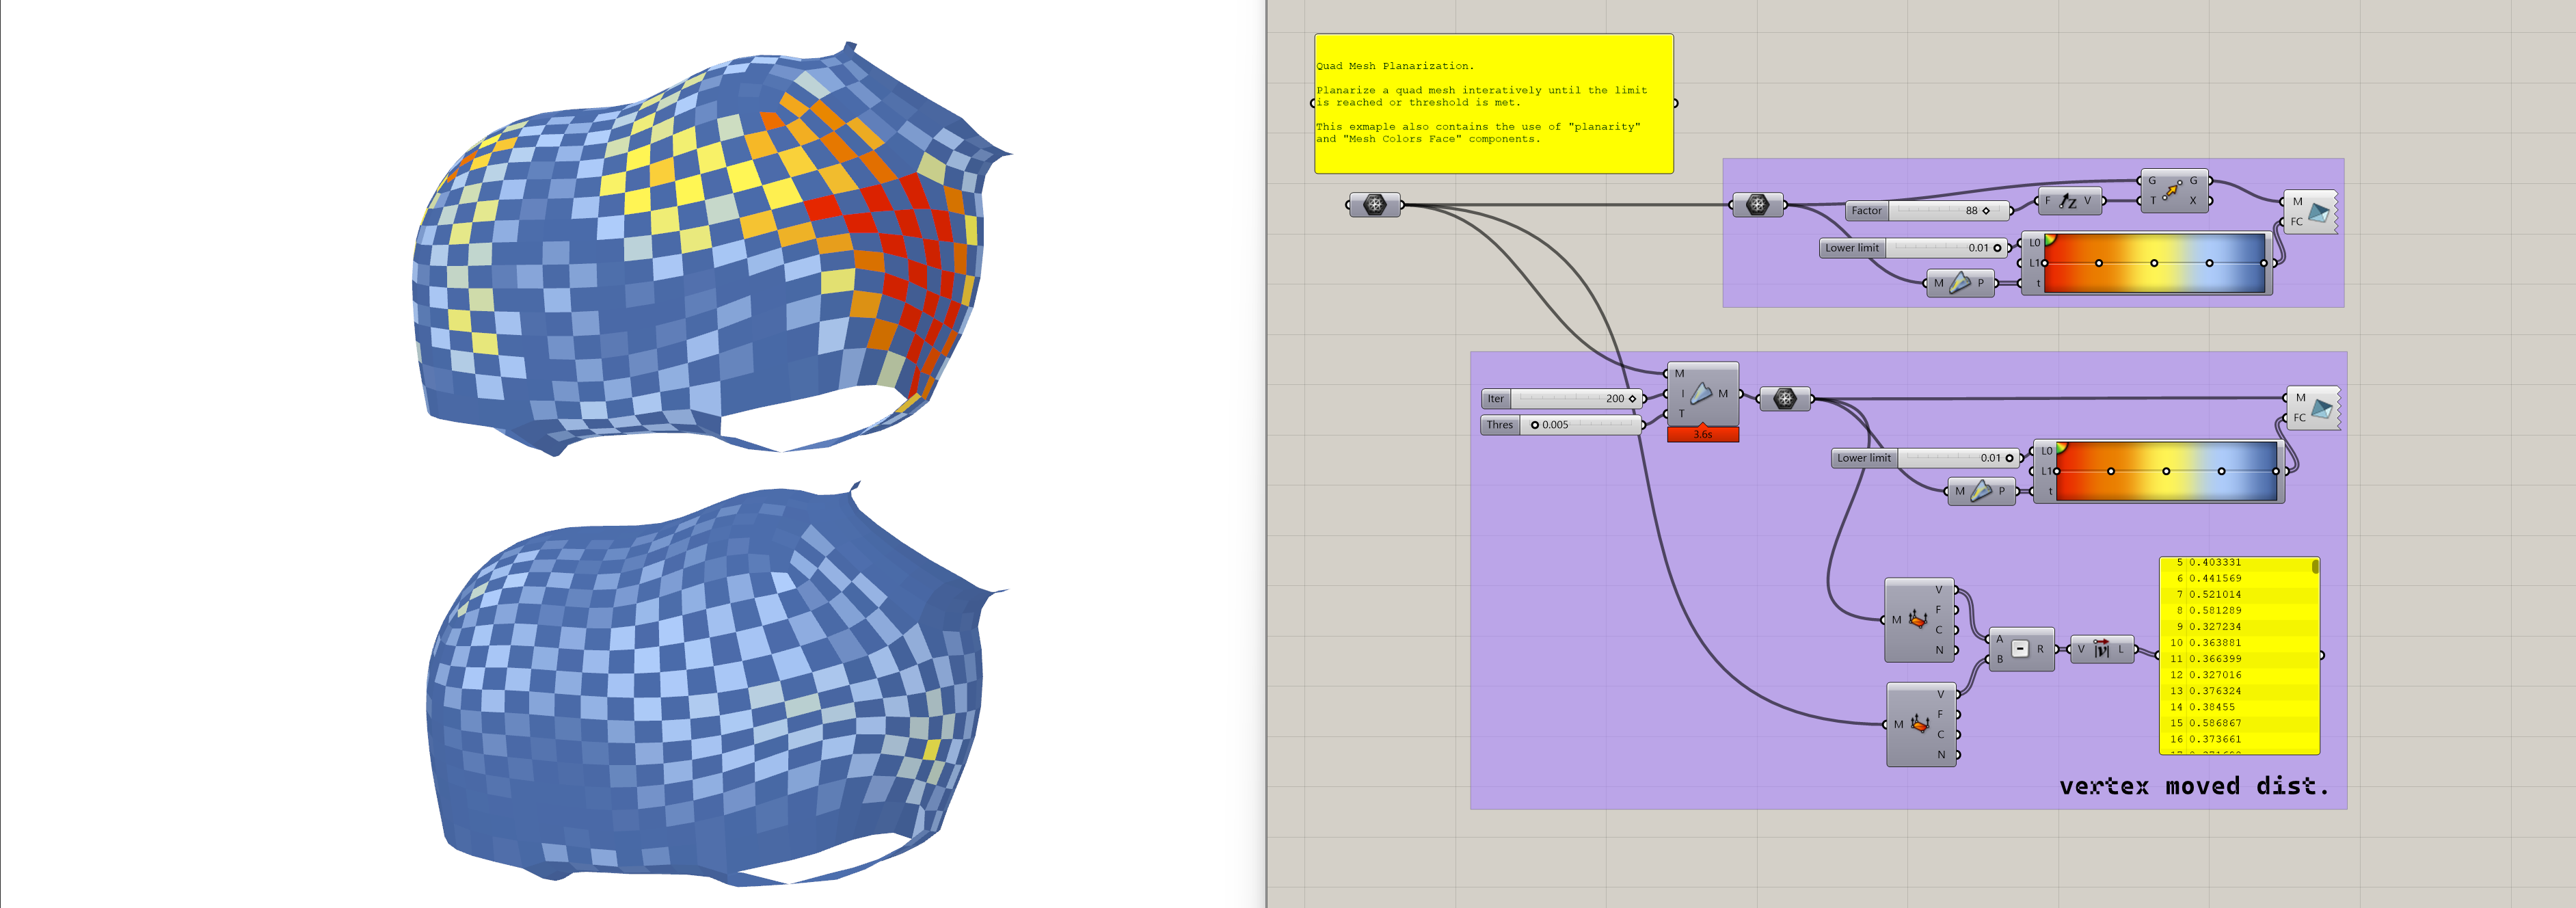 Quad Mesh Planarization.
Planarize a quad mesh interatively until the limit
is reached or threshold is met.
This exmaple also contains the use of "planarity"
and "Mesh Colors Face" components.
Factor 88
F V
G G
T X
M
FC
Lower limit 0.01
L0
L1
t
M P
M
I M
T
3.6s
Iter 200
Thres 0.005
M
FC
Lower limit 0.01
L0
L1
t
M P
V
F
M
C
N
A
B
R
V L
V
F
M
C
N
5 0.403331
6 0.441569
7 0.521014
8 0.581289
9 0.327234
10 0.363881
11 0.366399
12 0.327016
13 0.376324
14 0.38455
15 0.586867
16 0.373661
vertex moved dist.